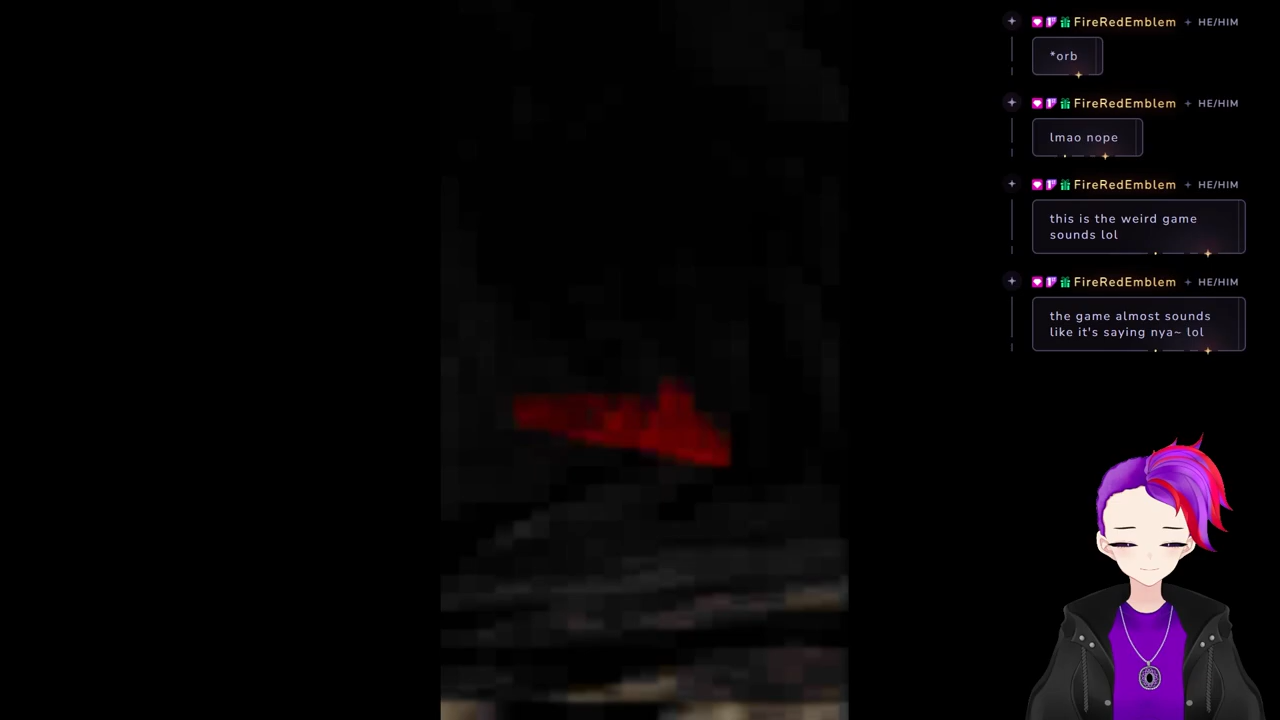 FireRedEmblem + HE/HIM
*orb
FireRedEmblem + HE/HIM
lmao nope
FireRedEmblem + HE/HIM
this is the weird game
sounds lol
FireRedEmblem + HE/HIM
the game almost sounds
like it's saying nya~ lol